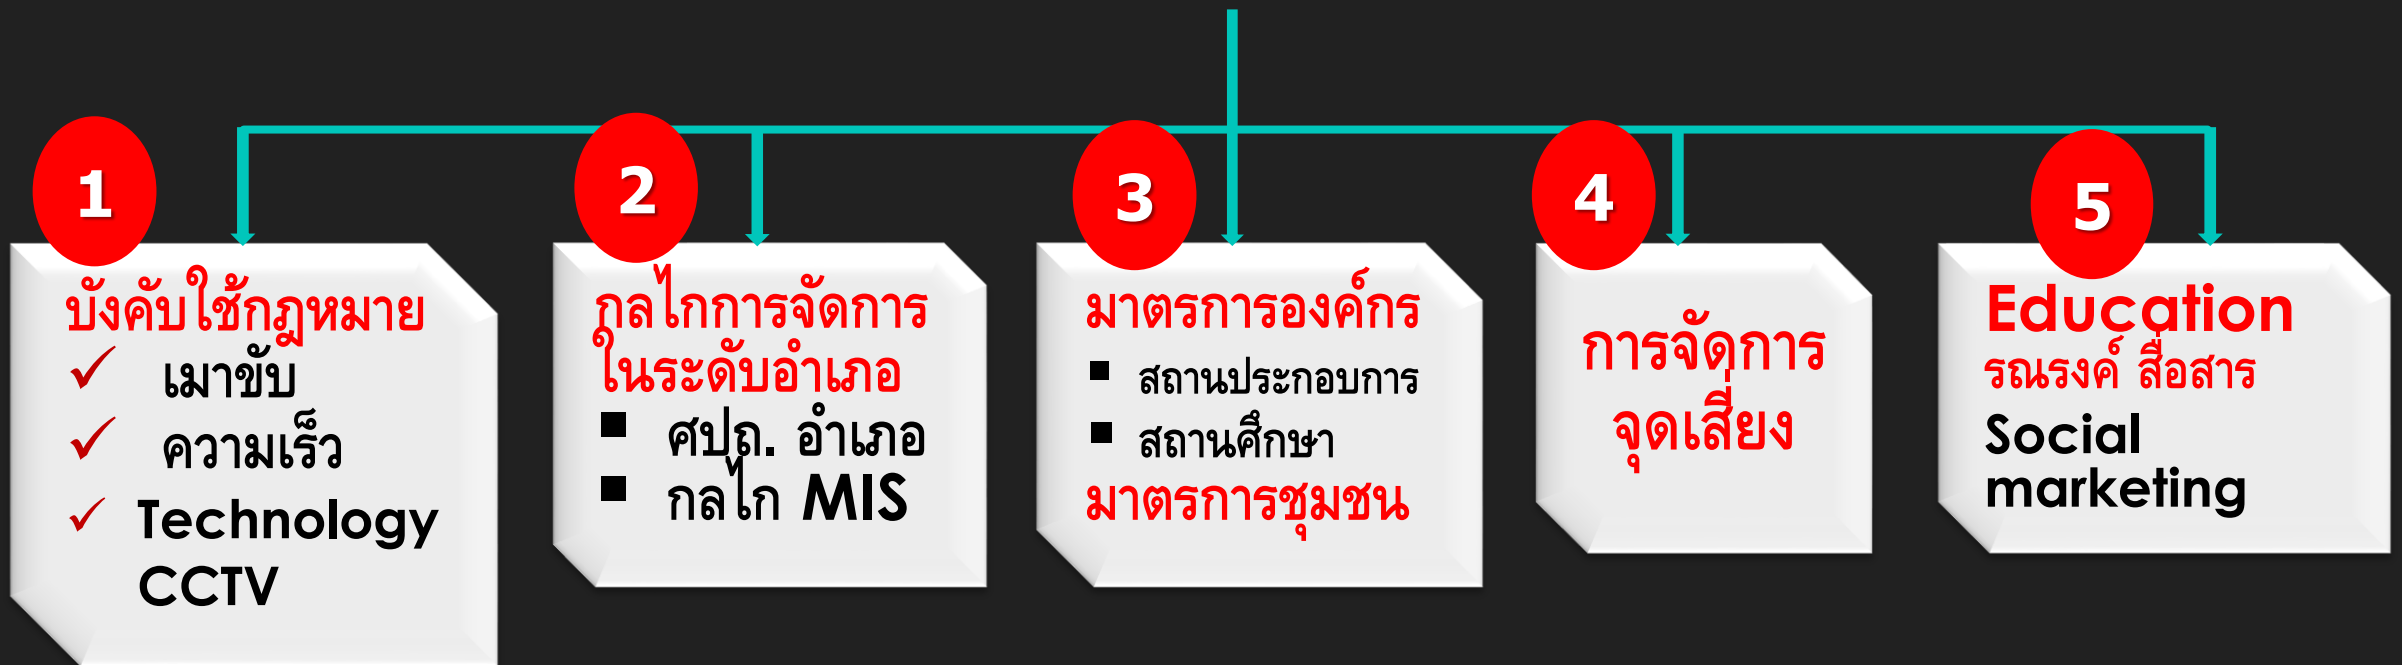 1
บังคับใช้กฎหมาย
เมาขับ
ความเร็ว
Technology
CCTV
2
กลไกการจัดการ
ในระดับอำเภอ
ศปถ. อำเภอ
กลไก MIS
3
มาตรการองค์กร
สถานประกอบการ
สถานศึกษา
มาตรการชุมชน
4
การจัดการ
จุดเสี่ยง
5
Education
รณรงค์ สื่อสาร
Social
marketing